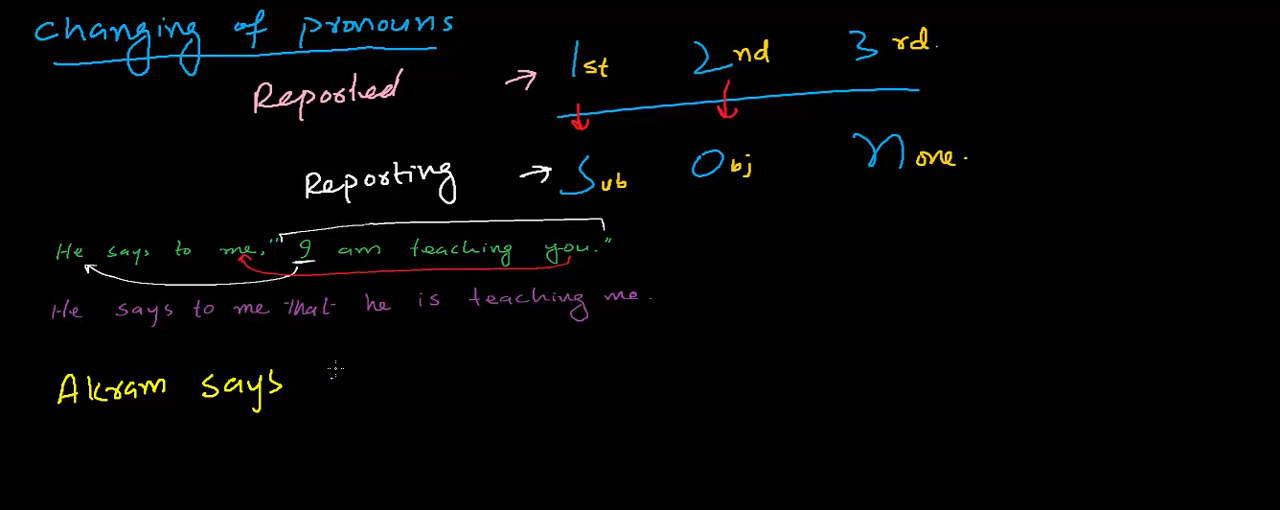 Changing of pronouns
Reported → 1st 2nd 3rd.
Reporting → Sub Obj None.
He says to me, "I am teaching you."
He says to me that he is teaching me.
Akram says